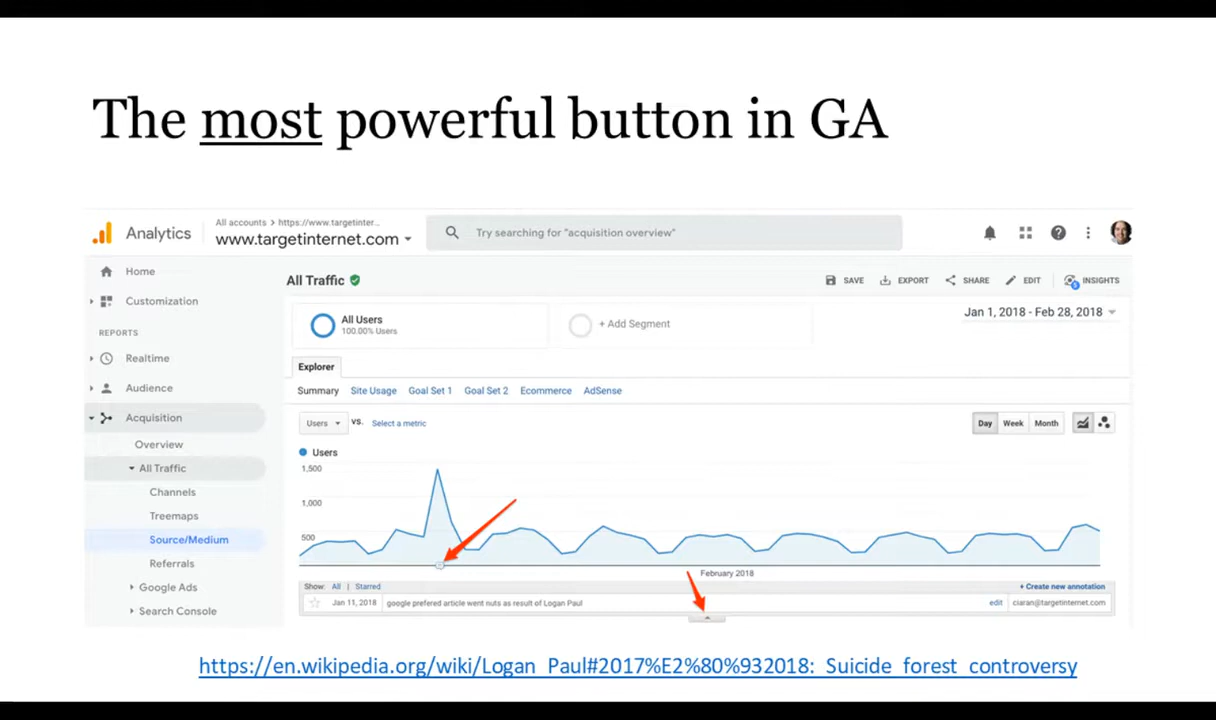 The most powerful button in GA
Analytics
All accounts > https://www.targetinter...
www.targetinternet.com
Try searching for "acquisition overview"
Home
Customization
REPORTS
Realtime
Audience
Acquisition
Overview
All Traffic
Channels
Treemaps
Source/Medium
Referrals
Google Ads
Search Console
All Traffic
SAVE
EXPORT
SHARE
EDIT
INSIGHTS
All Users
100.00% Users
+ Add Segment
Jan 1, 2018 - Feb 28, 2018
Explorer
Summary Site Usage Goal Set 1 Goal Set 2 Ecommerce AdSense
Users VS. Select a metric
Day Week Month
Users
1,500
1,000
500
February 2018
Show: All | Starred
+ Create new annotation
Jan 11, 2018 google prefered article went nuts as result of Logan Paul edit ciaran@targetinternet.com
https://en.wikipedia.org/wiki/Logan_Paul#2017%E2%80%932018:_Suicide_forest_controversy